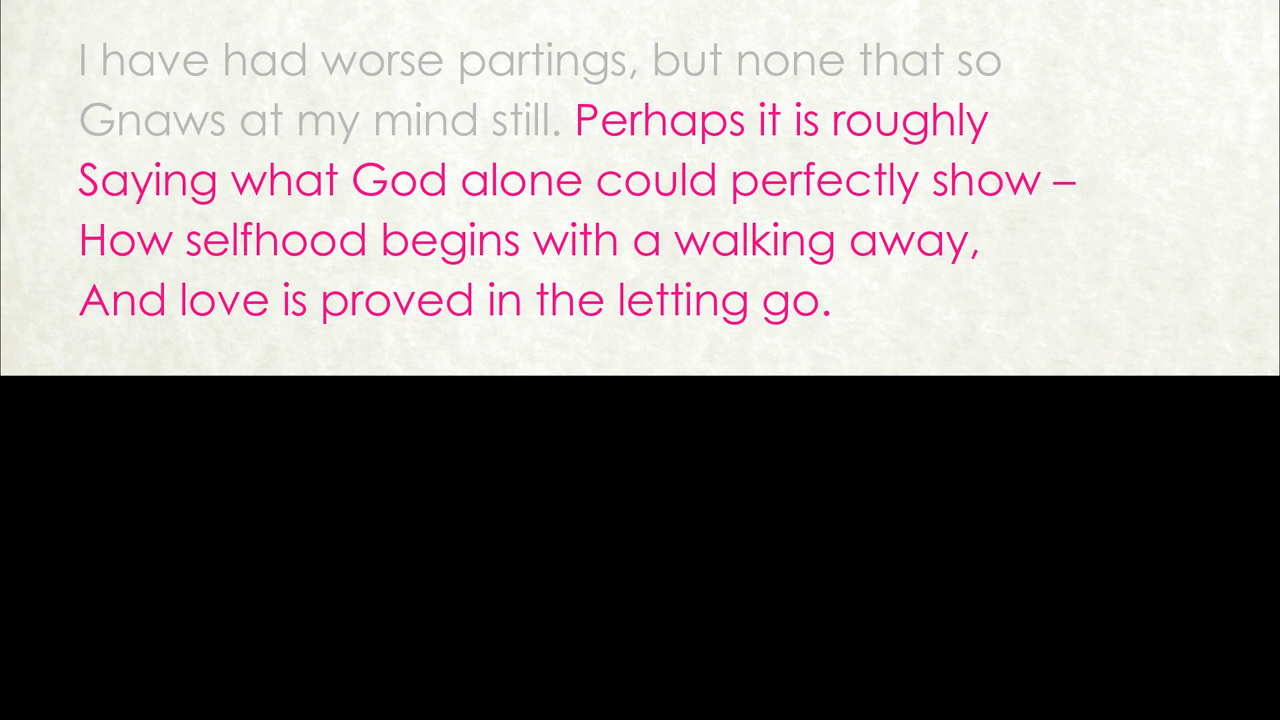 I have had worse partings, but none that so
Gnaws at my mind still. Perhaps it is roughly
Saying what God alone could perfectly show –
How selfhood begins with a walking away,
And love is proved in the letting go.